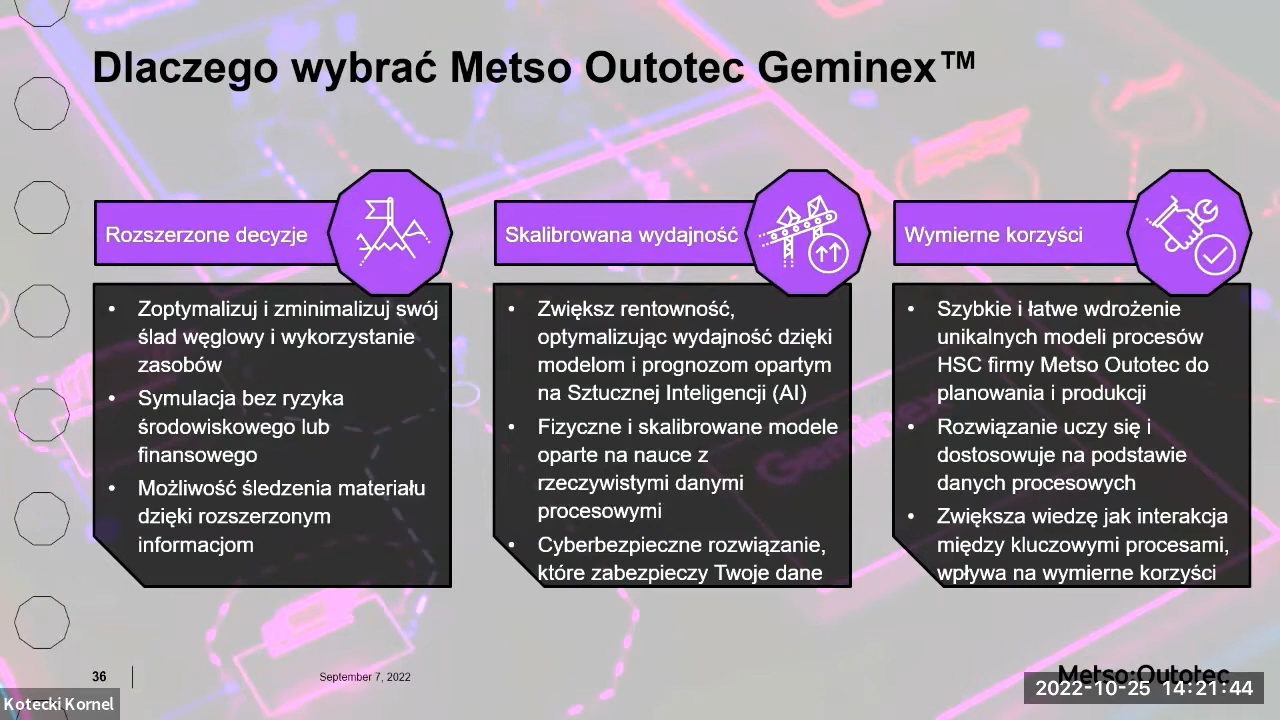 Dlaczego wybrać Metso Outotec Geminex™
Rozszerzone decyzje
• Zoptymalizuj i zminimalizuj swój
ślad węglowy i wykorzystanie
zasobów
• Symulacja bez ryzyka
środowiskowego lub
finansowego
• Możliwość śledzenia materiału
dzięki rozszerzonym
informacjom
Skalibrowana wydajność
• Zwiększ rentowność,
optymalizując wydajność dzięki
modelom i prognozom opartym
na Sztucznej Inteligencji (AI)
• Fizyczne i skalibrowane modele
oparte na nauce z
rzeczywistymi danymi
procesowymi
• Cyberbezpieczne rozwiązanie,
które zabezpieczy Twoje dane
Wymierne korzyści
• Szybkie i łatwe wdrożenie
unikalnych modeli procesów
HSC firmy Metso Outotec do
planowania i produkcji
• Rozwiązanie uczy się i
dostosowuje na podstawie
danych procesowych
• Zwiększa wiedzę jak interakcja
między kluczowymi procesami,
wpływa na wymierne korzyści
Geminex
36
September 7, 2022
Metso:Outotec
2022-10-25 14:21:44
Kotecki Kornel